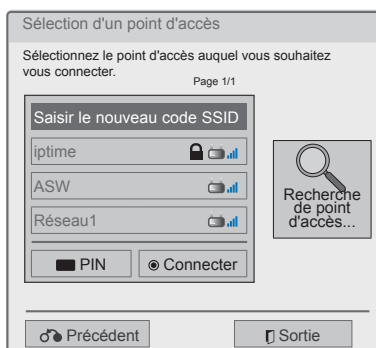 Sélection d'un point d'accès
Sélectionnez le point d'accès auquel vous souhaitez
vous connecter.
Page 1/1
Saisir le nouveau code SSID
iptime
ASW
Réseau1
Recherche
de point
d'accès...
PIN
Connecter
Précédent
Sortie